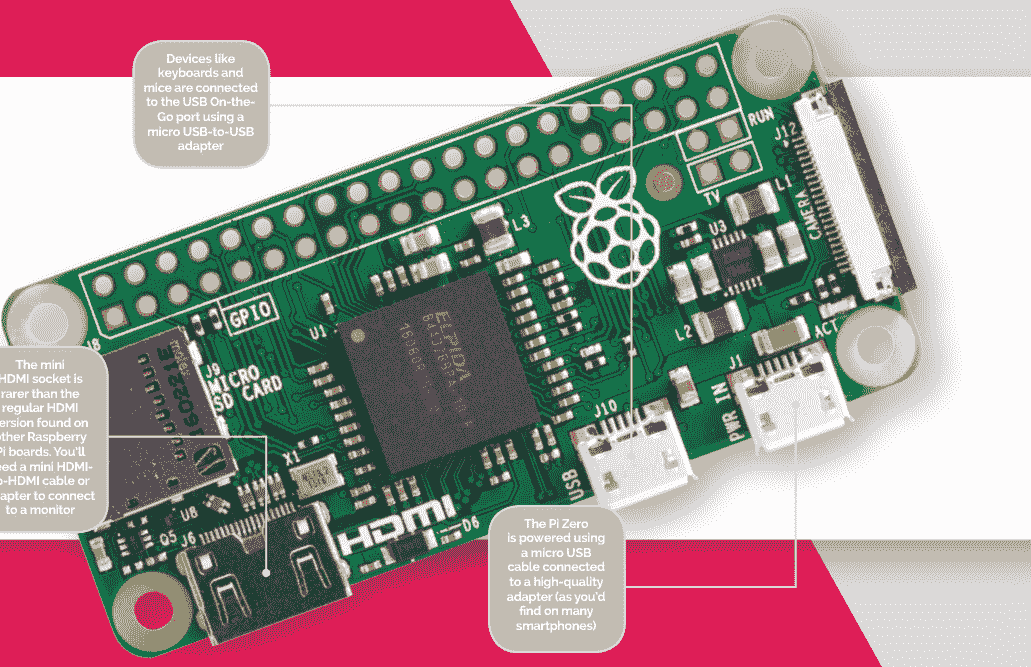 Devices like
keyboards and
mice are connected
to the USB On-the-
Go port using a
micro USB-to-USB
adapter
RUN
J12
TV
CAMERA
L1
U3
L3
GPIO
U1
L2
ACT
J8
J9
MICRO
SD CARD
molex
J1
PWR IN
ELPIDA
J10
USB
X1
U8
Q5
J6
HDMI
D6
The mini
HDMI socket is
rarer than the
regular HDMI
version found on
other Raspberry
Pi boards. You'll
need a mini HDMI-
to-HDMI cable or
adapter to connect
to a monitor
The Pi Zero
is powered using
a micro USB
cable connected
to a high-quality
adapter (as you'd
find on many
smartphones)